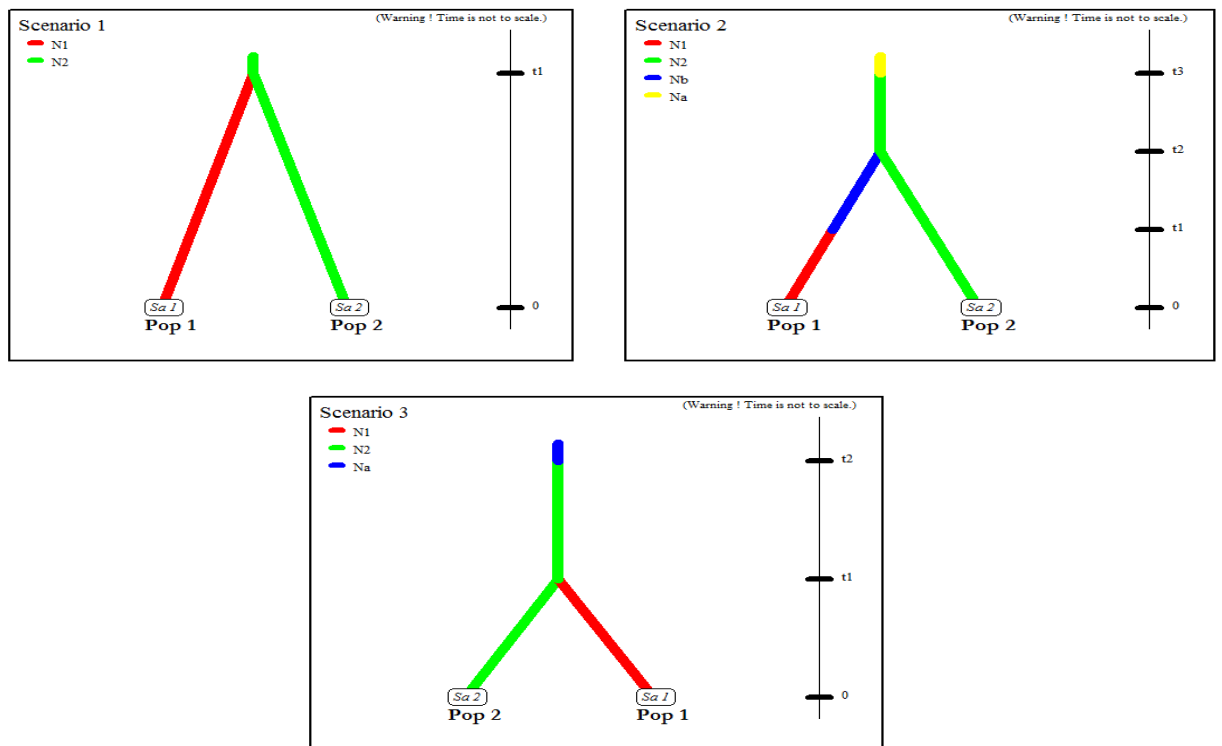 Scenario 1
(Warning ! Time is not to scale.)
N1
N2
t1
0
Sa 1
Sa 2
Pop 1
Pop 2
Scenario 2
(Warning ! Time is not to scale.)
N1
N2
Nb
Na
t3
t2
t1
0
Sa 1
Sa 2
Pop 1
Pop 2
Scenario 3
(Warning ! Time is not to scale.)
N1
N2
Na
t2
t1
0
Sa 2
Sa 1
Pop 2
Pop 1